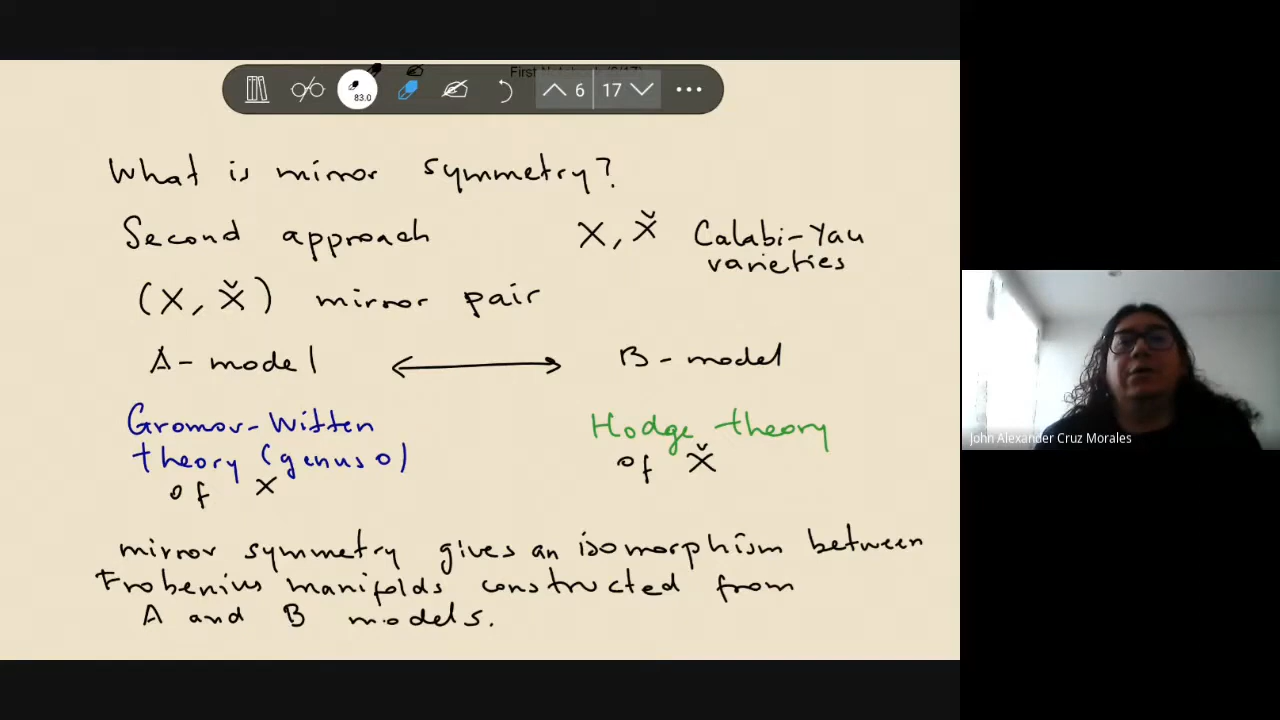 83.0
6
17
What is mirror symmetry?
Second approach X, X̌ Calabi-Yau
varieties
(X, X̌) mirror pair
A-model ⟷ B-model
Gromov-Witten
theory (genus 0)
of X
Hodge theory
of X̌
mirror symmetry gives an isomorphism between
Frobenius manifolds constructed from
A and B models.
John Alexander Cruz Morales